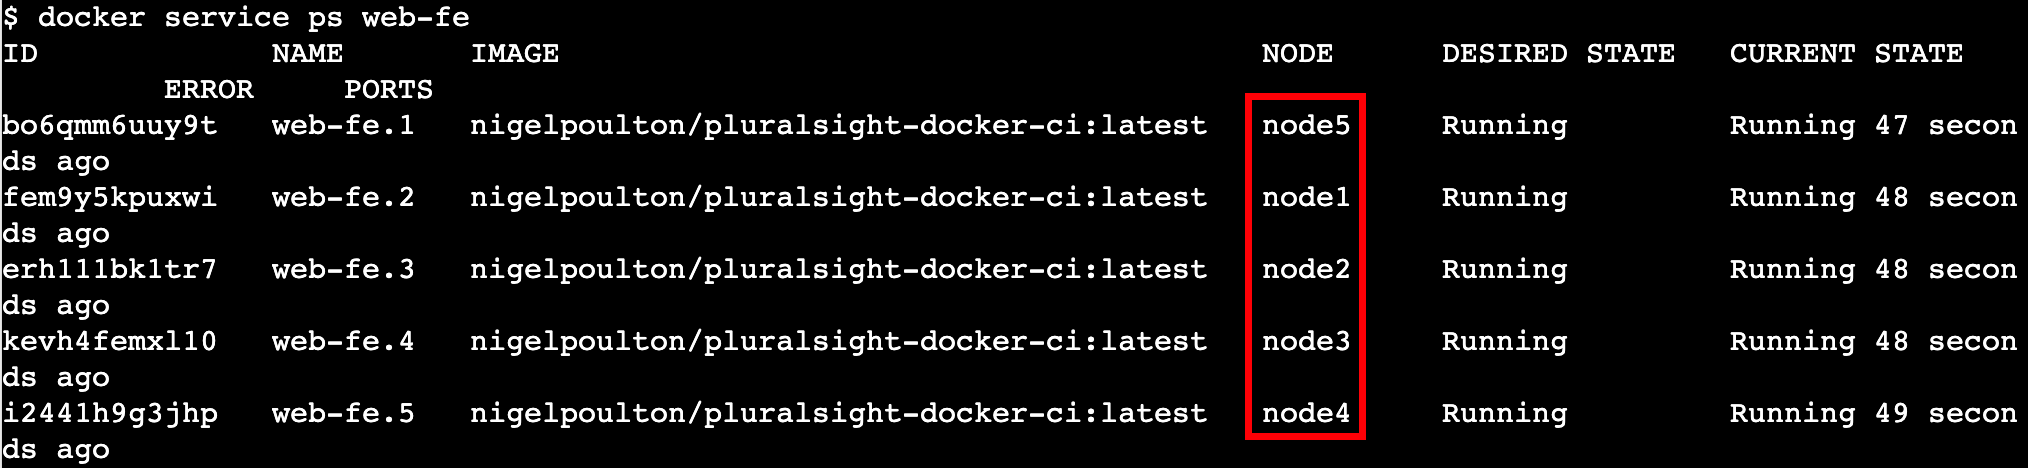 $ docker service ps web-fe
ID NAME IMAGE NODE DESIRED STATE CURRENT STATE
ERROR PORTS
bo6qmm6uuy9t web-fe.1 nigelpoulton/pluralsight-docker-ci:latest node5 Running Running 47 secon
ds ago
fem9y5kpuxwi web-fe.2 nigelpoulton/pluralsight-docker-ci:latest node1 Running Running 48 secon
ds ago
erh111bk1tr7 web-fe.3 nigelpoulton/pluralsight-docker-ci:latest node2 Running Running 48 secon
ds ago
kevh4femxl10 web-fe.4 nigelpoulton/pluralsight-docker-ci:latest node3 Running Running 48 secon
ds ago
i2441h9g3jhp web-fe.5 nigelpoulton/pluralsight-docker-ci:latest node4 Running Running 49 secon
ds ago